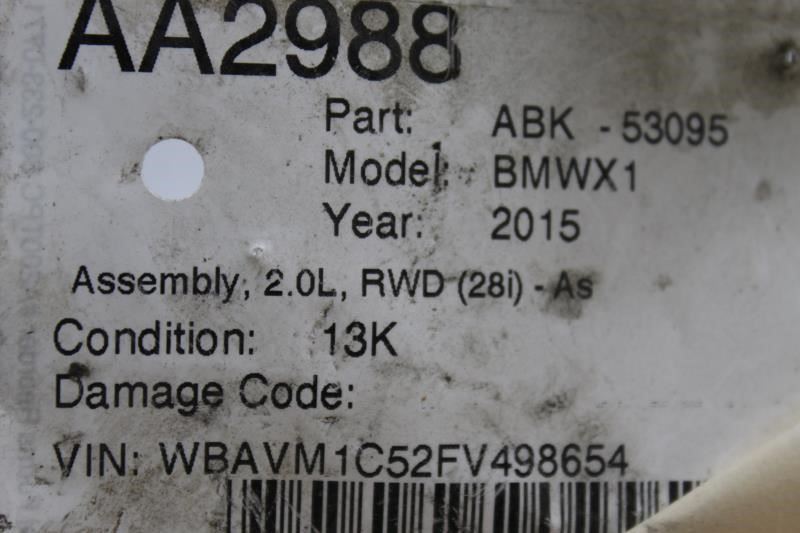 AA2988
Part: ABK - 53095
Model: BMWX1
Year: 2015
Assembly, 2.0L, RWD (28i) - As
Condition: 13K
Damage Code:
VIN: WBAVM1C52FV498654